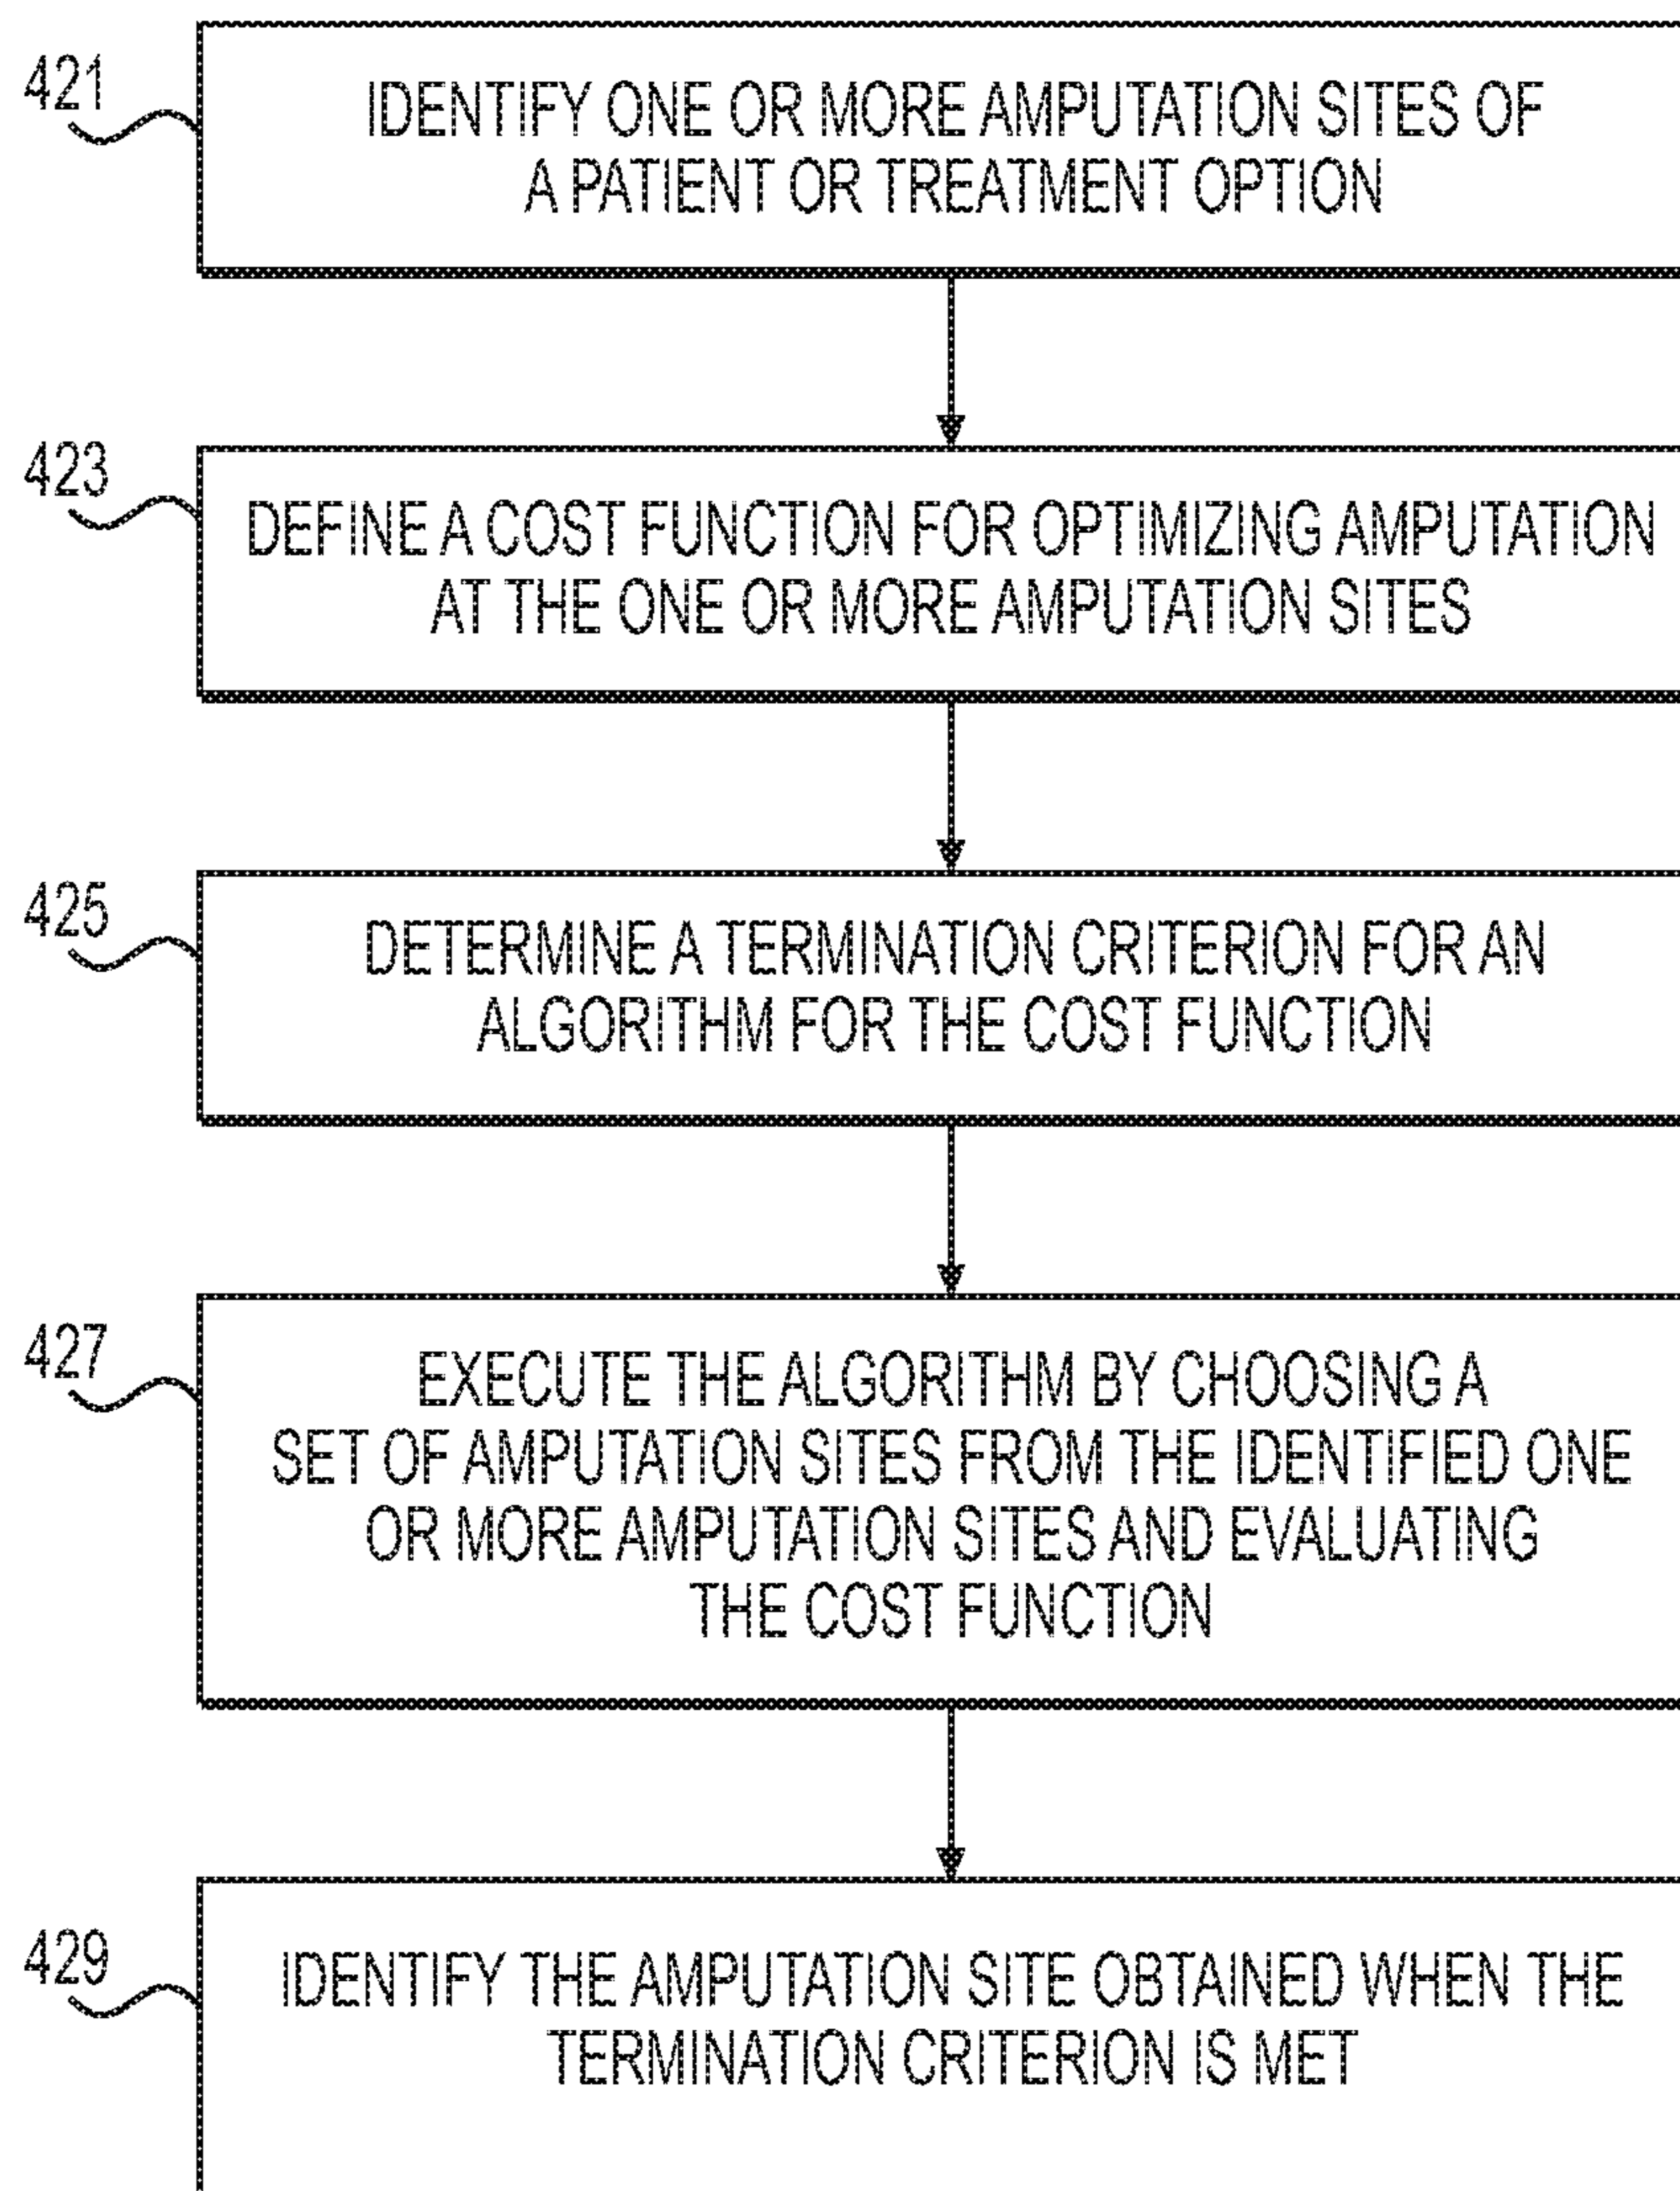 421
IDENTIFY ONE OR MORE AMPUTATION SITES OF
A PATIENT OR TREATMENT OPTION
423
DEFINE A COST FUNCTION FOR OPTIMIZING AMPUTATION
AT THE ONE OR MORE AMPUTATION SITES
425
DETERMINE A TERMINATION CRITERION FOR AN
ALGORITHM FOR THE COST FUNCTION
427
EXECUTE THE ALGORITHM BY CHOOSING A
SET OF AMPUTATION SITES FROM THE IDENTIFIED ONE
OR MORE AMPUTATION SITES AND EVALUATING
THE COST FUNCTION
429
IDENTIFY THE AMPUTATION SITE OBTAINED WHEN THE
TERMINATION CRITERION IS MET